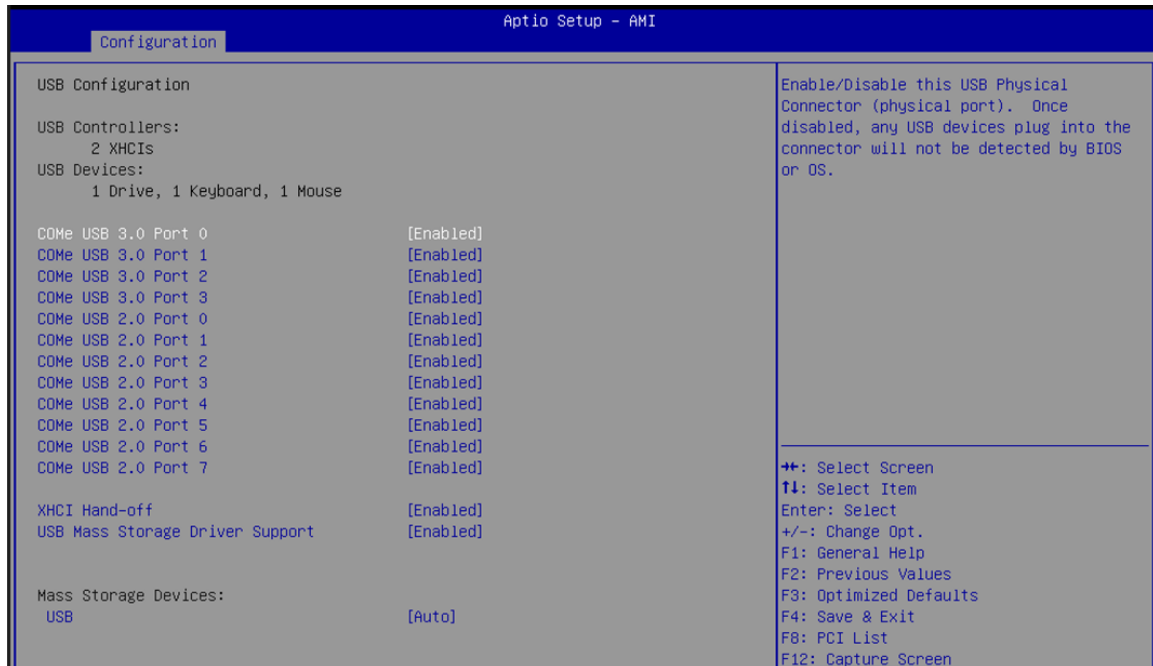 Aptio Setup – AMI
Configuration
USB Configuration
USB Controllers:
2 XHCIs
USB Devices:
1 Drive, 1 Keyboard, 1 Mouse
COMe USB 3.0 Port 0 [Enabled]
COMe USB 3.0 Port 1 [Enabled]
COMe USB 3.0 Port 2 [Enabled]
COMe USB 3.0 Port 3 [Enabled]
COMe USB 2.0 Port 0 [Enabled]
COMe USB 2.0 Port 1 [Enabled]
COMe USB 2.0 Port 2 [Enabled]
COMe USB 2.0 Port 3 [Enabled]
COMe USB 2.0 Port 4 [Enabled]
COMe USB 2.0 Port 5 [Enabled]
COMe USB 2.0 Port 6 [Enabled]
COMe USB 2.0 Port 7 [Enabled]
XHCI Hand-off [Enabled]
USB Mass Storage Driver Support [Enabled]
Mass Storage Devices:
USB [Auto]
Enable/Disable this USB Physical
Connector (physical port). Once
disabled, any USB devices plug into the
connector will not be detected by BIOS
or OS.
→←: Select Screen
↑↓: Select Item
Enter: Select
+/-: Change Opt.
F1: General Help
F2: Previous Values
F3: Optimized Defaults
F4: Save & Exit
F8: PCI List
F12: Capture Screen